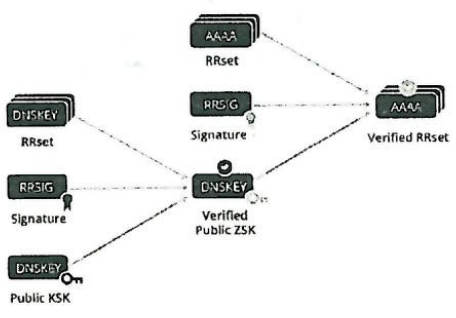 AAAA
RRset
RRSIG
Signature
AAAA
Verified RRset
DNSKEY
RRset
RRSIG
Signature
DNSKEY
Verified
Public ZSK
DNSKEY
Public KSK